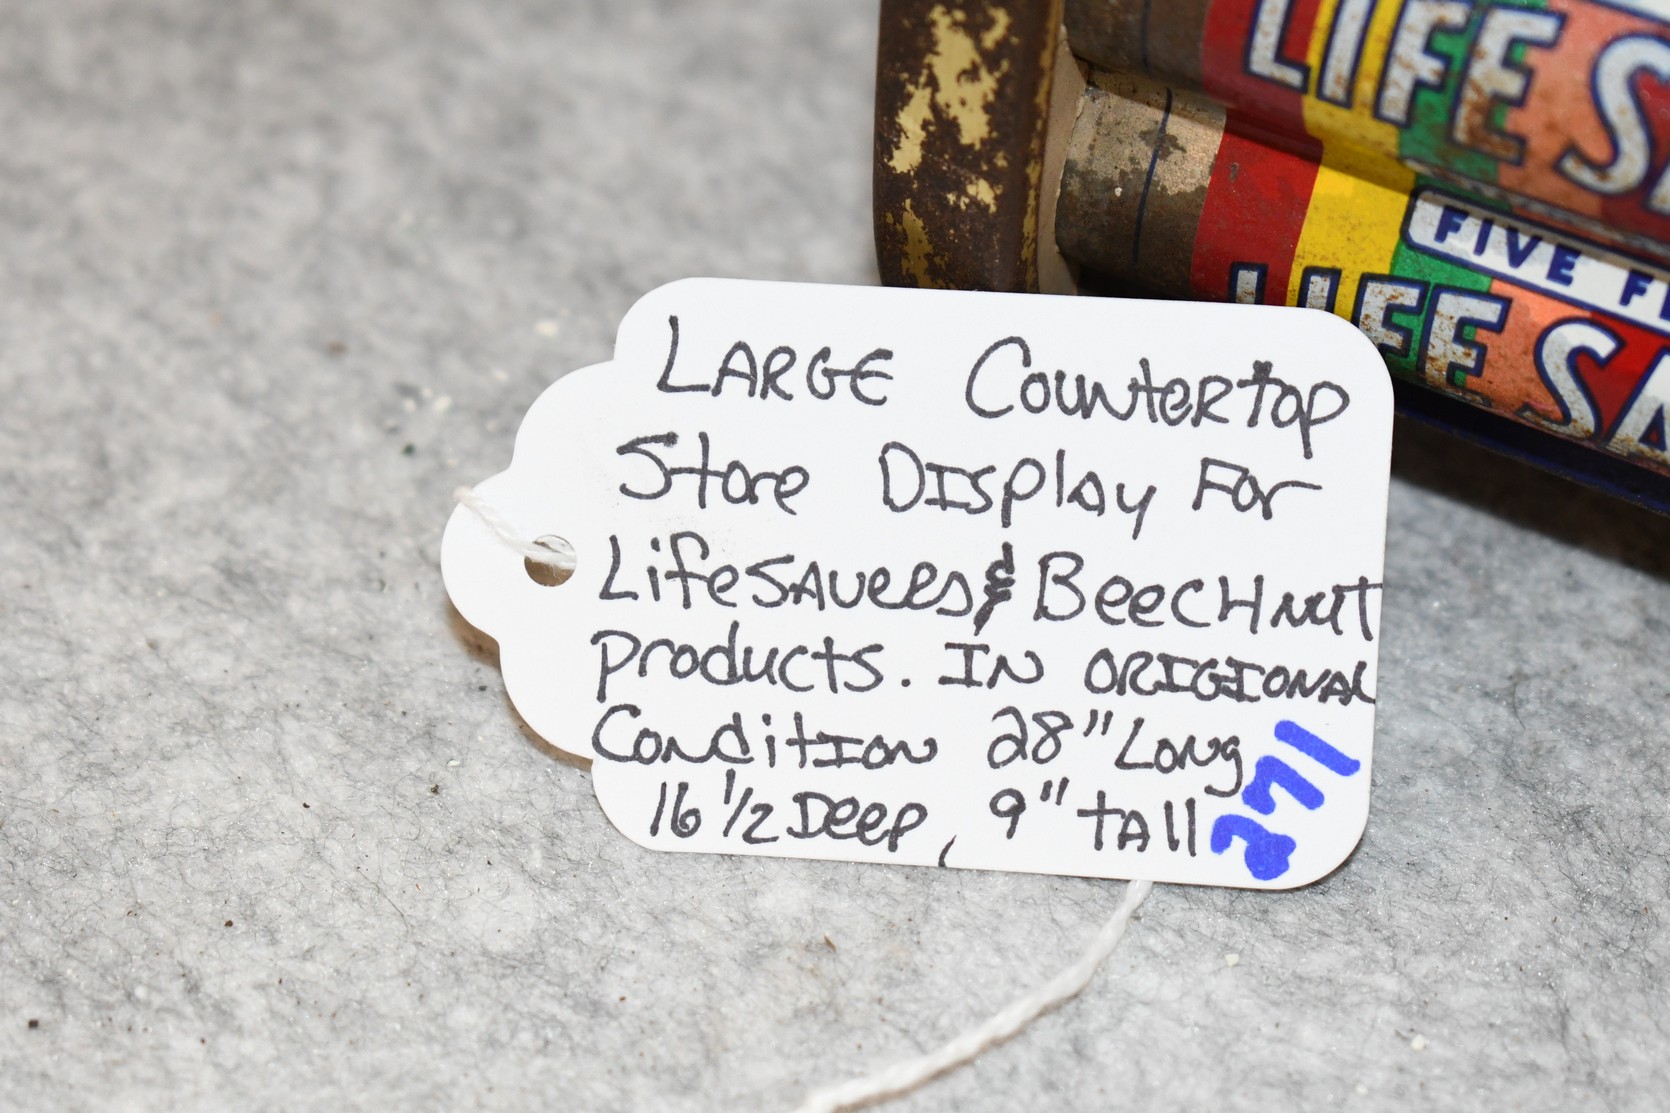 LIFE S
FIVE F
LIFE SA
LARGE COUNTERTOP
Store Display For
LifeSAVERS & BEECHNUT
products. IN ORIGIONAL
Condition 28" Long
16 1/2 Deep, 9" TAll
271